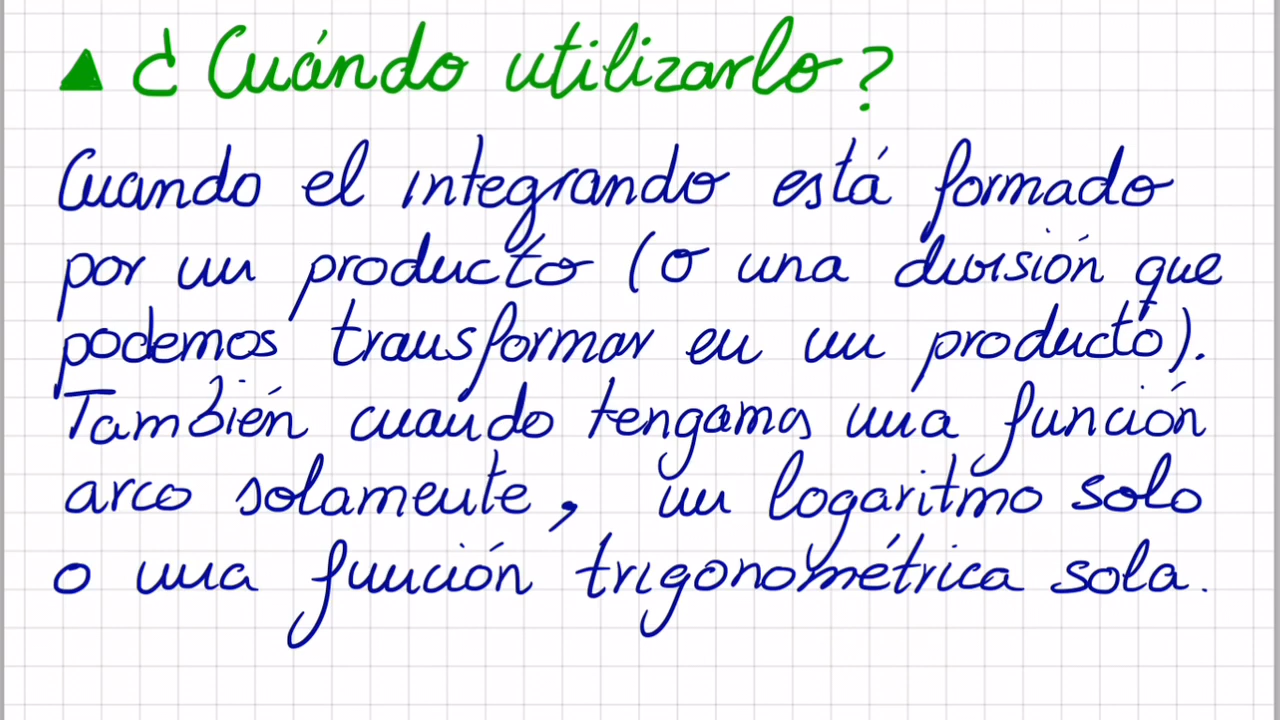 ▲ ¿Cuándo utilizarlo?
Cuando el integrando está formado
por un producto (o una división que
podemos transformar en un producto).
También cuando tengamos una función
arco solamente, un logaritmo solo
o una función trigonométrica sola.